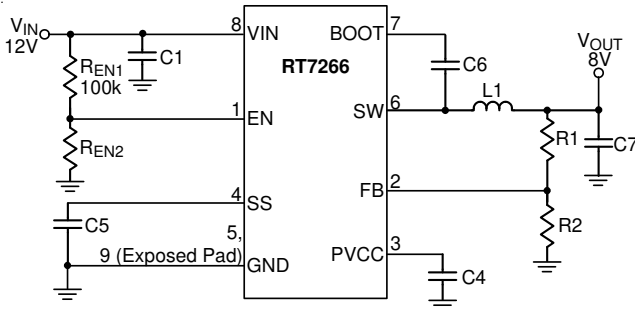 VIN
12V
REN1
100k
REN2
C1
8
VIN
1
EN
4
SS
C5
5,
9 (Exposed Pad)
GND
RT7266
BOOT
7
C6
SW
6
L1
VOUT
8V
R1
C7
FB
2
R2
PVCC
3
C4